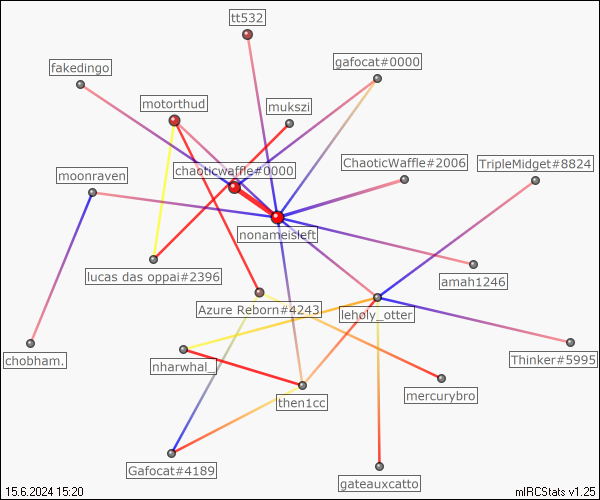 tt532
gafocat#0000
fakedingo
motorthud
mukszi
ChaoticWaffle#2006
TripleMidget#8824
chaoticwaffle#0000
moonraven
nonameisleft
lucas das oppai#2396
amah1246
Azure Reborn#4243
leholy_otter
chobham.
Thinker#5995
nharwhal_
mercurybro
then1cc
Gafocat#4189
gateauxcatto
15.6.2024 15:20
mIRCStats v1.25